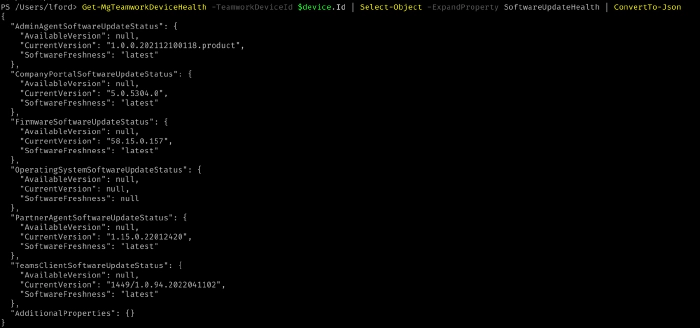 PS /Users/lford> Get-MgTeamworkDeviceHealth -TeamworkDeviceId $device.Id | Select-Object -ExpandProperty SoftwareUpdateHealth | ConvertTo-Json
{
  "AdminAgentSoftwareUpdateStatus": {
    "AvailableVersion": null,
    "CurrentVersion": "1.0.0.202112100118.product",
    "SoftwareFreshness": "latest"
  },
  "CompanyPortalSoftwareUpdateStatus": {
    "AvailableVersion": null,
    "CurrentVersion": "5.0.5304.0",
    "SoftwareFreshness": "latest"
  },
  "FirmwareSoftwareUpdateStatus": {
    "AvailableVersion": null,
    "CurrentVersion": "58.15.0.157",
    "SoftwareFreshness": "latest"
  },
  "OperatingSystemSoftwareUpdateStatus": {
    "AvailableVersion": null,
    "CurrentVersion": null,
    "SoftwareFreshness": null
  },
  "PartnerAgentSoftwareUpdateStatus": {
    "AvailableVersion": null,
    "CurrentVersion": "1.15.0.22012420",
    "SoftwareFreshness": "latest"
  },
  "TeamsClientSoftwareUpdateStatus": {
    "AvailableVersion": null,
    "CurrentVersion": "1449/1.0.94.2022041102",
    "SoftwareFreshness": "latest"
  },
  "AdditionalProperties": {}
}